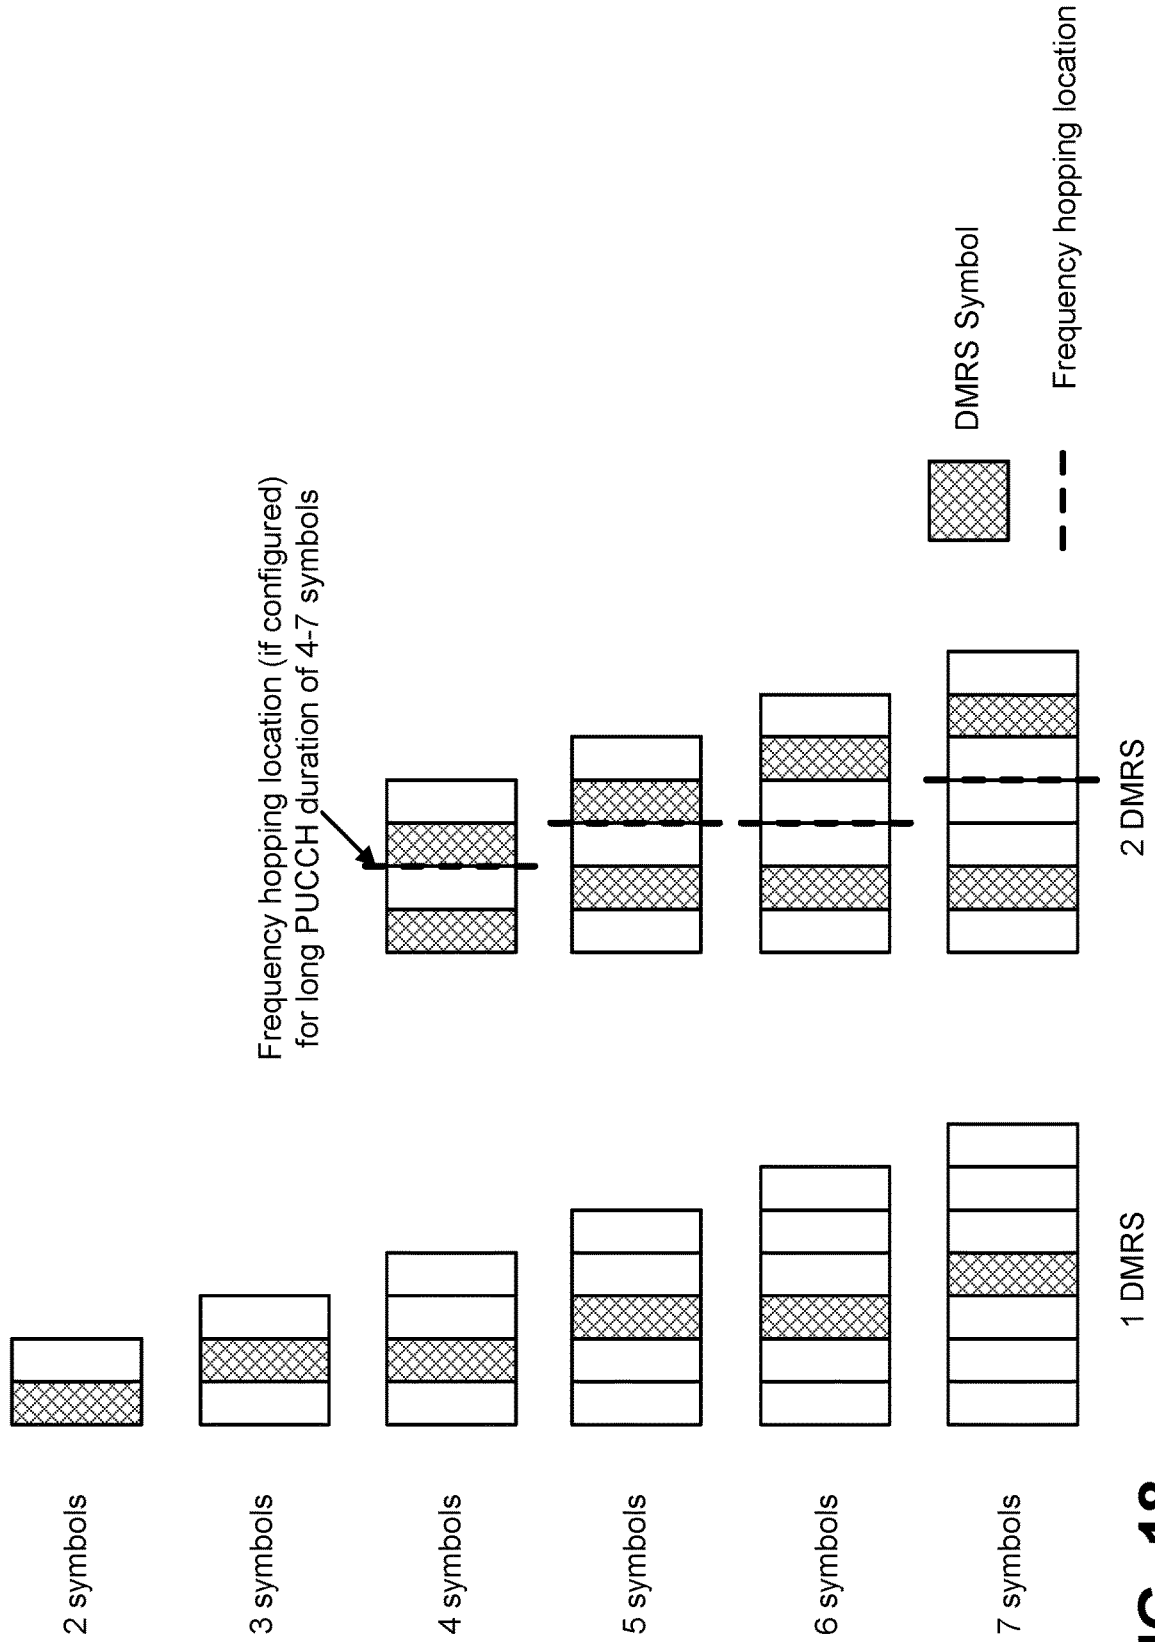 2 symbols
3 symbols
Frequency hopping location (if configured)
for long PUCCH duration of 4-7 symbols
4 symbols
5 symbols
6 symbols
7 symbols
1 DMRS
2 DMRS
DMRS Symbol
Frequency hopping location
18